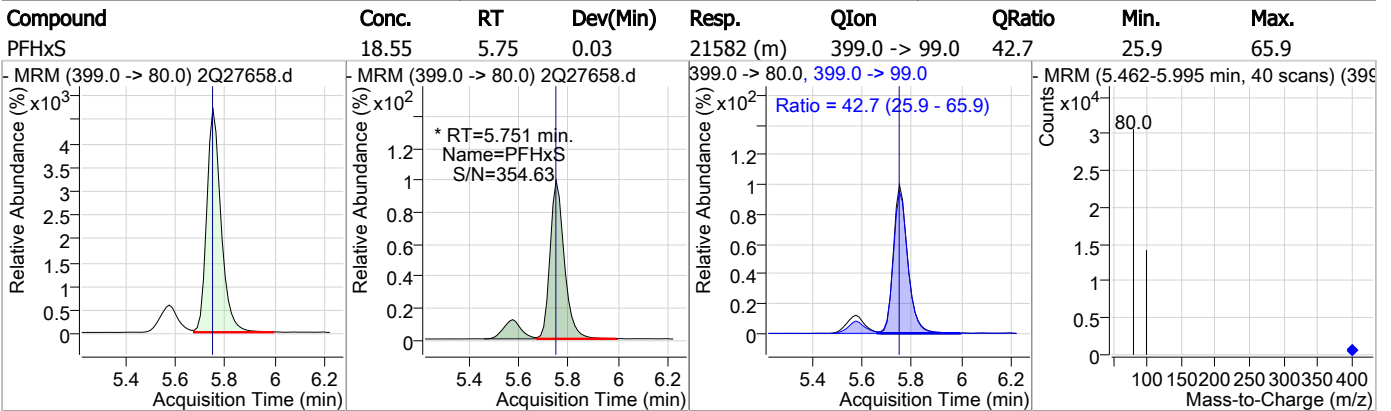 Compound Conc. RT Dev(Min) Resp. QIon QRatio Min. Max.
PFHxS 18.55 5.75 0.03 21582 (m) 399.0 -> 99.0 42.7 25.9 65.9
- MRM (399.0 -> 80.0) 2Q27658.d
Relative Abundance (%)
x10³
4
3.5
3
2.5
2
1.5
1
0.5
0
5.4 5.6 5.8 6 6.2
Acquisition Time (min)
- MRM (399.0 -> 80.0) 2Q27658.d
Relative Abundance (%)
x10²
* RT=5.751 min.
Name=PFHxS
S/N=354.63
1.2
1
0.8
0.6
0.4
0.2
0
5.4 5.6 5.8 6 6.2
Acquisition Time (min)
399.0 -> 80.0, 399.0 -> 99.0
Relative Abundance (%)
x10²
Ratio = 42.7 (25.9 - 65.9)
1.2
1
0.8
0.6
0.4
0.2
0
5.4 5.6 5.8 6 6.2
Acquisition Time (min)
- MRM (5.462-5.995 min, 40 scans) (399
Counts
x10⁴
80.0
3
2.5
2
1.5
1
0.5
0
100 150 200 250 300 350 400
Mass-to-Charge (m/z)